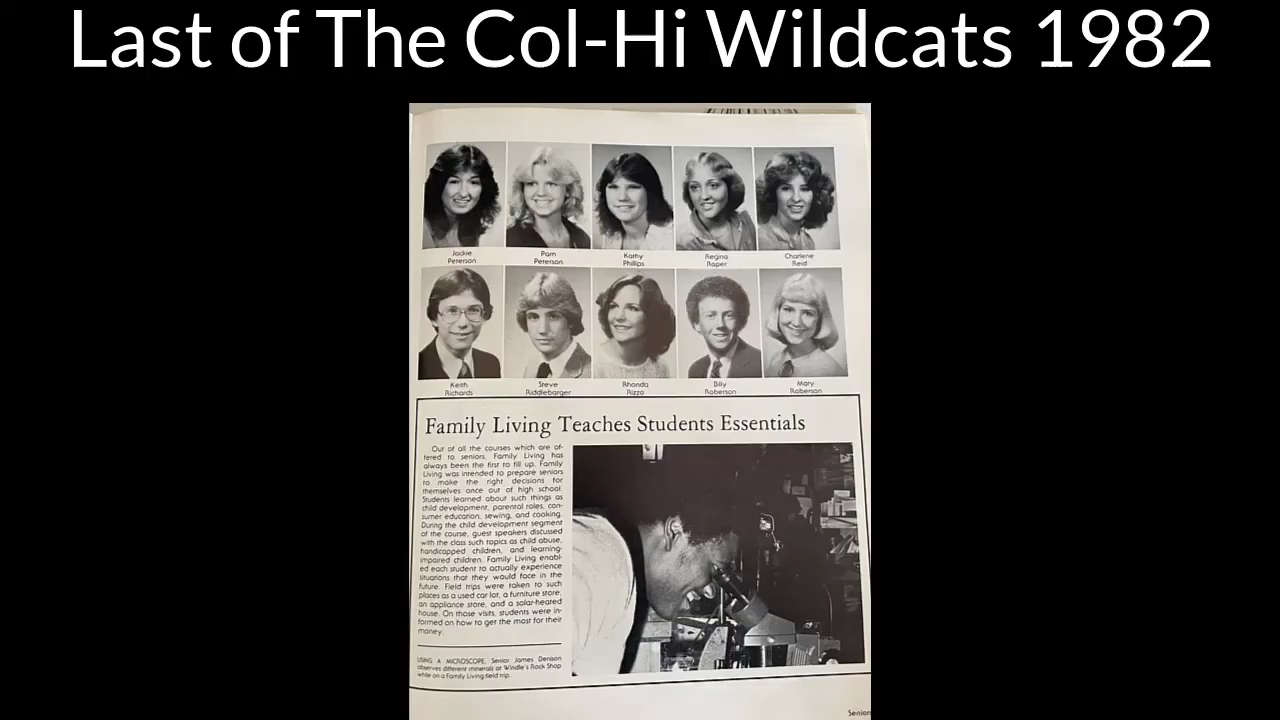 Last of The Col-Hi Wildcats 1982
Jackie
Peterson
Pam
Peterson
Kathy
Phillips
Regina
Raper
Charlene
Reid
Keith
Richards
Steve
Riddlebarger
Rhonda
Rizzo
Billy
Roberson
Mary
Roberson
Family Living Teaches Students Essentials
Out of all the courses which are of-
fered to seniors, Family Living has
always been the first to fill up. Family
Living was intended to prepare seniors
to make the right decisions for
themselves once out of high school.
Students learned about such things as
child development, parental roles, con-
sumer education, sewing, and cooking.
During the child development segment
of the course, guest speakers discussed
with the class such topics as child abuse,
handicapped children, and learning-
impaired children. Family Living enabl-
ed each student to actually experience
situations that they would face in the
future. Field trips were taken to such
places as a used car lot, a furniture store,
an appliance store, and a solar-heated
house. On those visits, students were in-
formed on how to get the most for their
money.
USING A MICROSCOPE, Senior James Denson
observes different minerals at Windle's Rock Shop
while on a Family Living field trip.